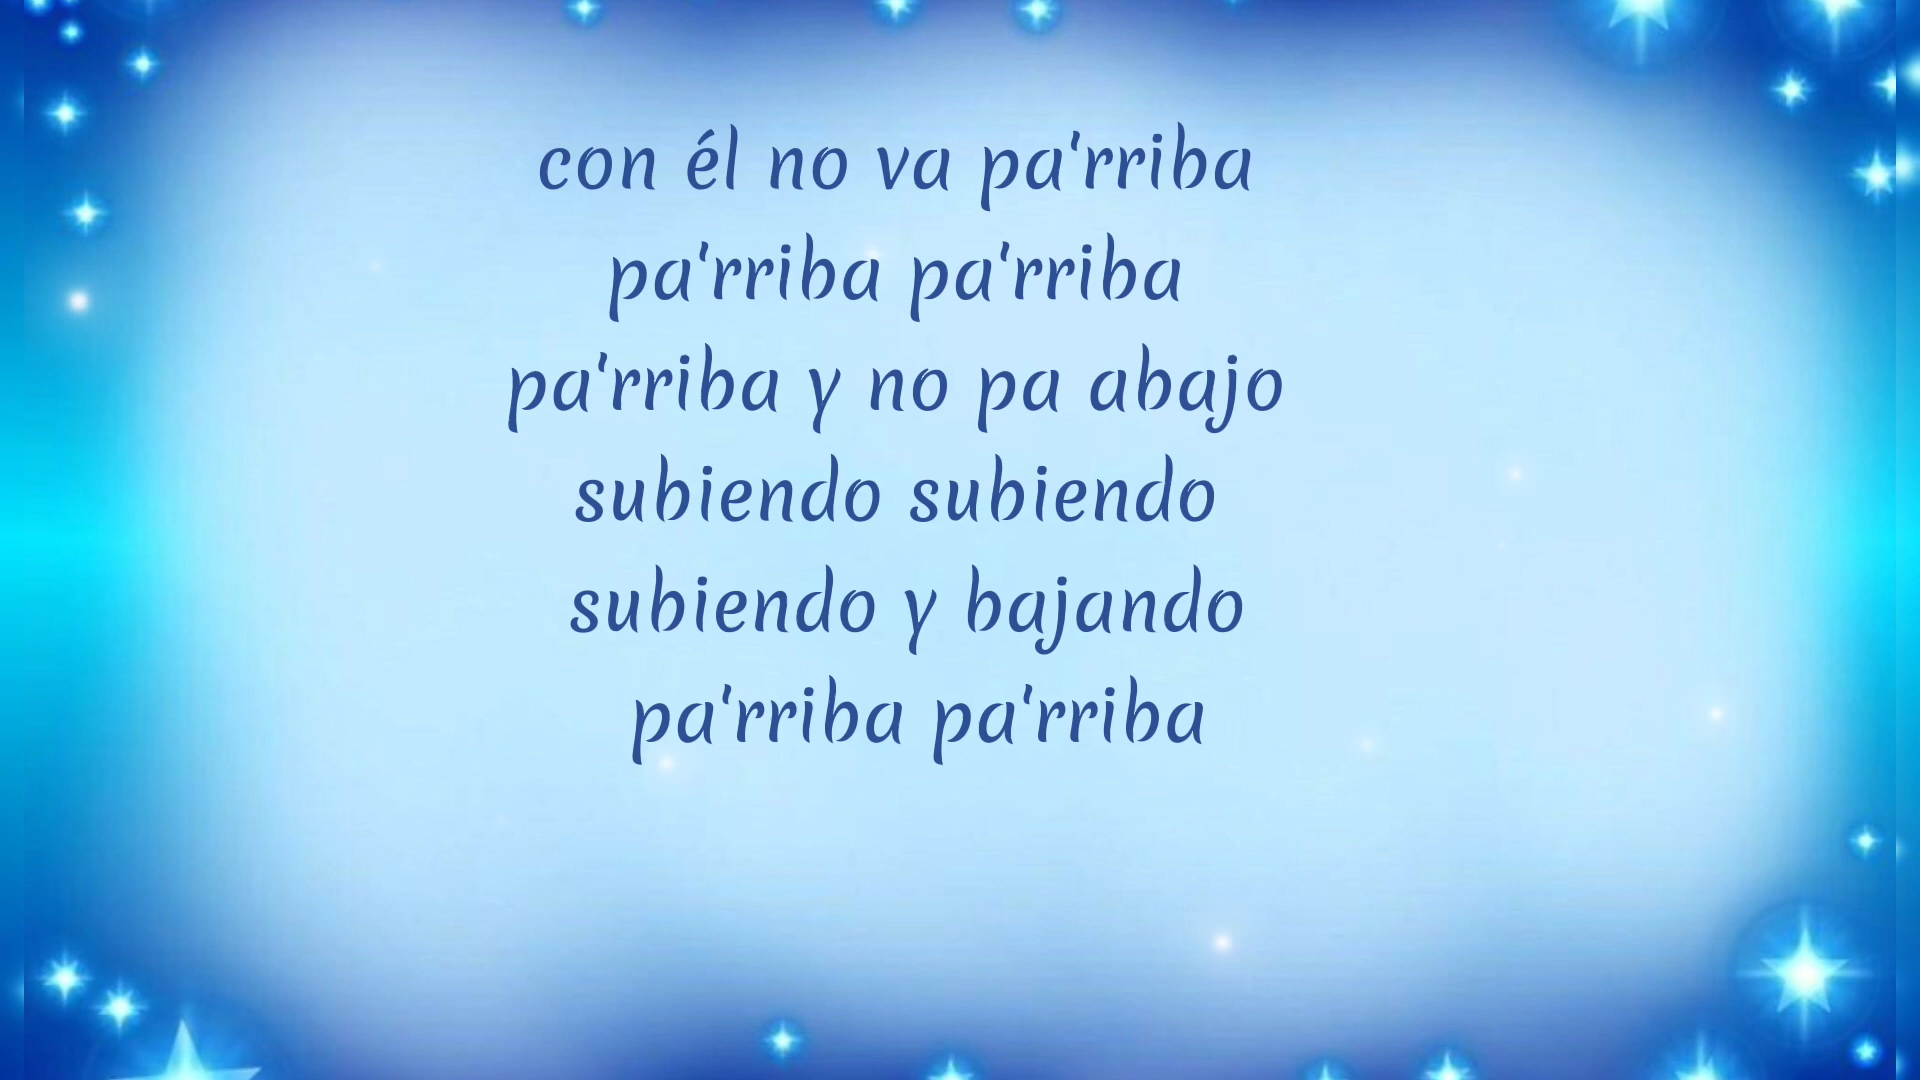 con él no va pa'rriba
pa'rriba pa'rriba
pa'rriba y no pa abajo
subiendo subiendo
subiendo y bajando
pa'rriba pa'rriba